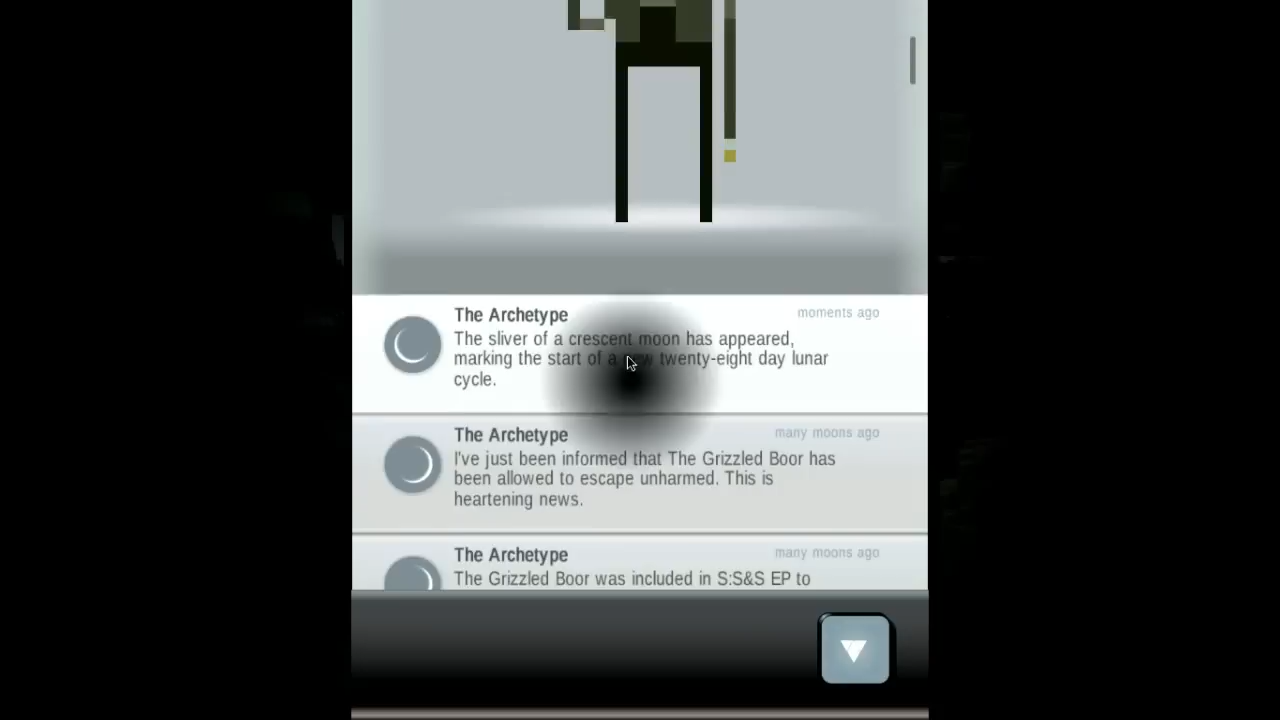 The Archetype
moments ago
The sliver of a crescent moon has appeared,
marking the start of a new twenty-eight day lunar
cycle.
The Archetype
many moons ago
I've just been informed that The Grizzled Boor has
been allowed to escape unharmed. This is
heartening news.
The Archetype
many moons ago
The Grizzled Boor was included in S:S&S EP to